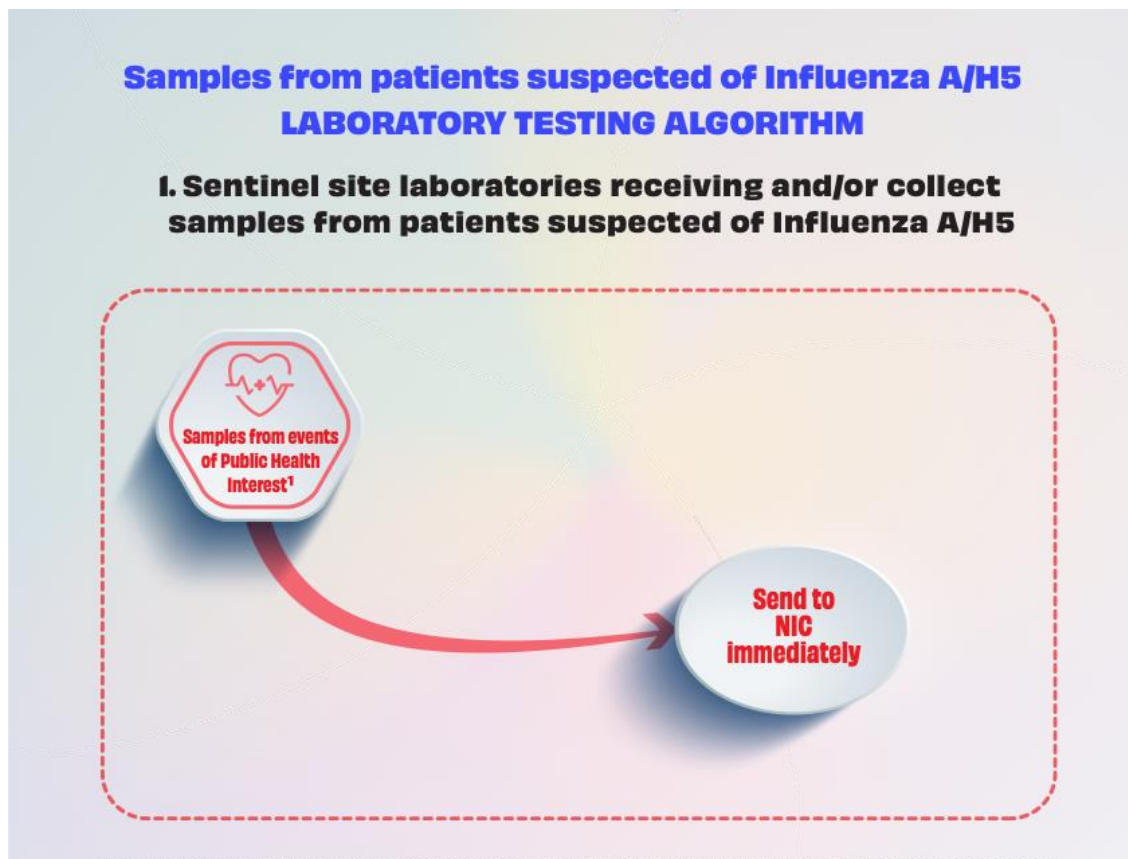 Samples from patients suspected of Influenza A/H5
LABORATORY TESTING ALGORITHM
1. Sentinel site laboratories receiving and/or collect
samples from patients suspected of Influenza A/H5
Samples from events
of Public Health
Interest¹
Send to
NIC
immediately